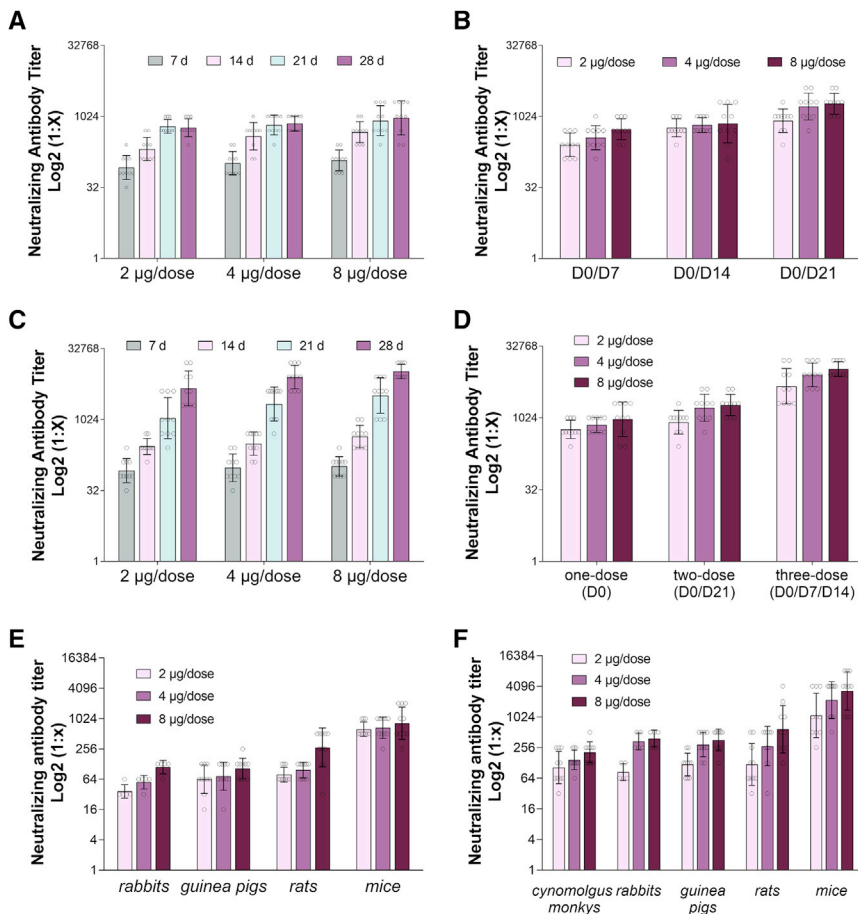 A
Neutralizing Antibody Titer
Log2 (1:X)
32768
1024
32
1
7 d 14 d 21 d 28 d
2 µg/dose 4 µg/dose 8 µg/dose
B
Neutralizing Antibody Titer
Log2 (1:X)
32768
1024
32
1
2 µg/dose 4 µg/dose 8 µg/dose
D0/D7 D0/D14 D0/D21
C
Neutralizing Antibody Titer
Log2 (1:X)
32768
1024
32
1
7 d 14 d 21 d 28 d
2 µg/dose 4 µg/dose 8 µg/dose
D
Neutralizing Antibody Titer
Log2 (1:X)
32768
1024
32
1
2 µg/dose
4 µg/dose
8 µg/dose
one-dose two-dose three-dose
(D0) (D0/D21) (D0/D7/D14)
E
Neutralizing antibody titer
Log2 (1:x)
16384
4096
1024
256
64
16
4
1
2 µg/dose
4 µg/dose
8 µg/dose
rabbits guinea pigs rats mice
F
Neutralizing antibody titer
Log2 (1:x)
16384
4096
1024
256
64
16
4
1
2 µg/dose
4 µg/dose
8 µg/dose
cynomolgus rabbits guinea rats mice
monkys pigs